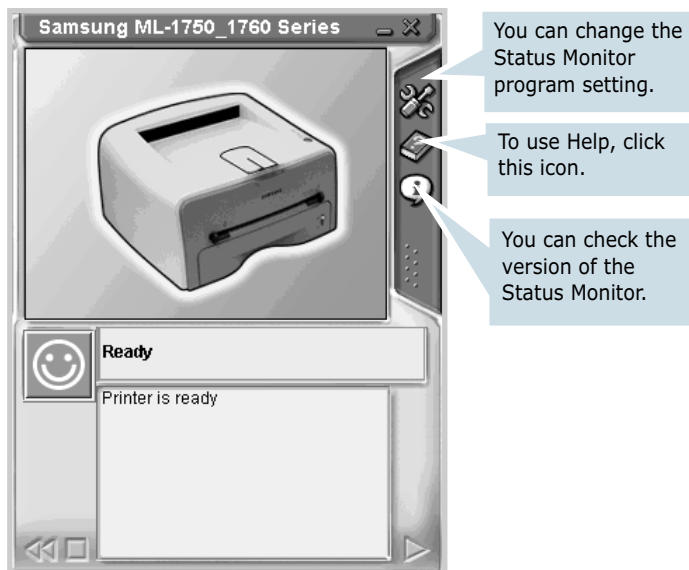 Samsung ML-1750_1760 Series
You can change the
Status Monitor
program setting.
To use Help, click
this icon.
You can check the
version of the
Status Monitor.
SAMSUNG
Ready
Printer is ready